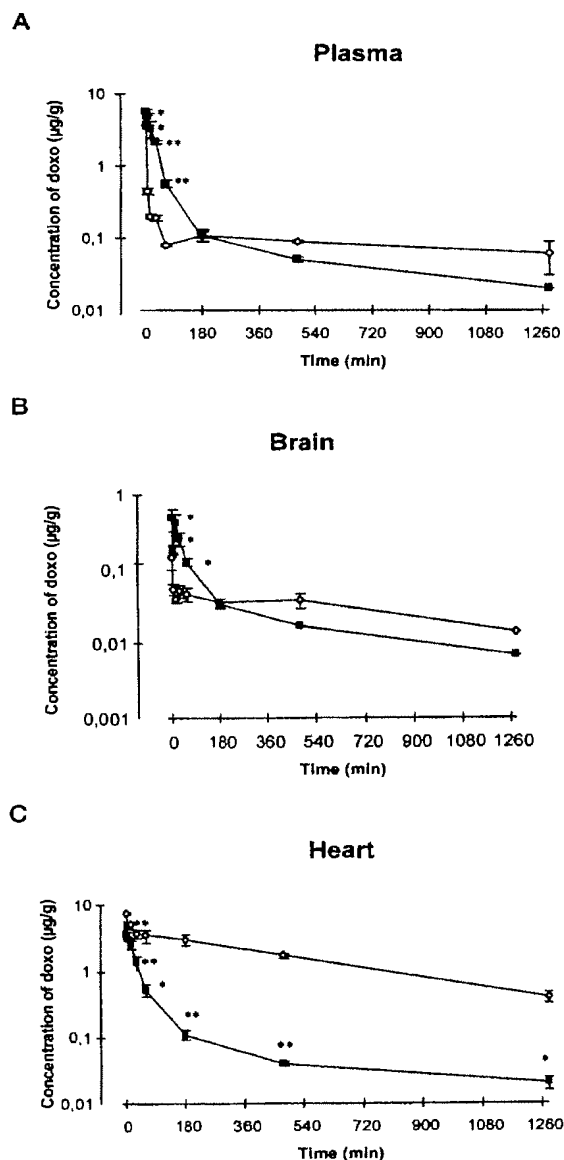 A
Plasma
Concentration of doxo (µg/g)
10
1
0,1
0,01
*
*
**
**
0 180 360 540 720 900 1080 1260
Time (min)
B
Brain
Concentration of doxo (µg/g)
1
0,1
0,01
0,001
*
*
*
0 180 360 540 720 900 1080 1260
Time (min)
C
Heart
Concentration of doxo (µg/g)
10
1
0,1
0,01
**
**
*
**
**
*
0 180 360 540 720 900 1080 1260
Time (min)